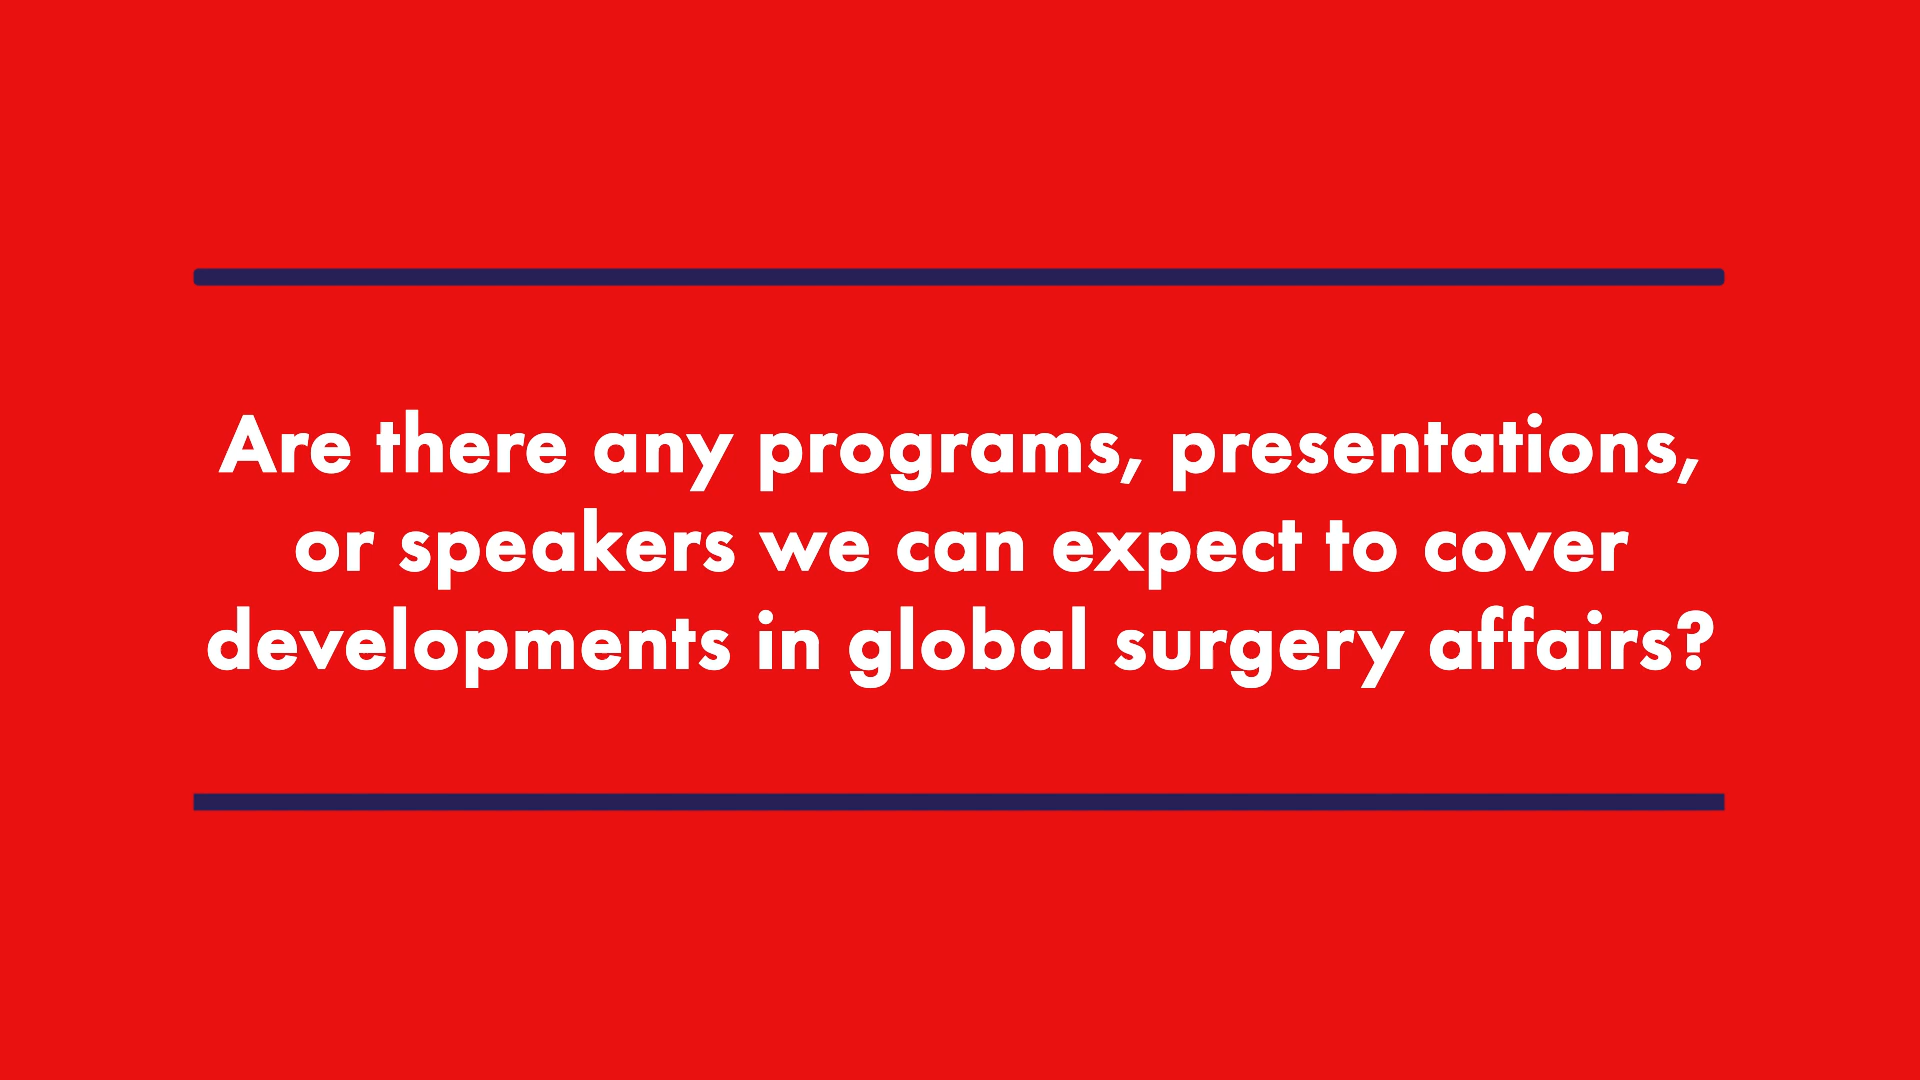 Are there any programs, presentations,
or speakers we can expect to cover
developments in global surgery affairs?